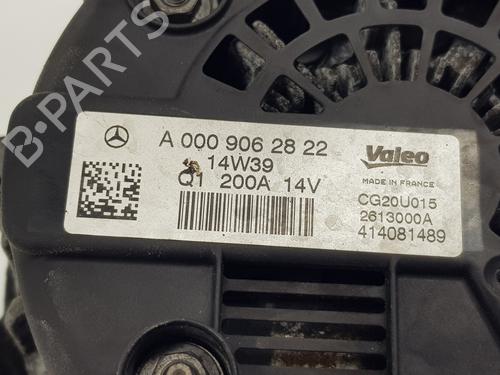 A 000 906 28 22
14W39
Q1 200A 14V
Valeo
MADE IN FRANCE
CG20U015
2613000A
414081489
B-PARTS